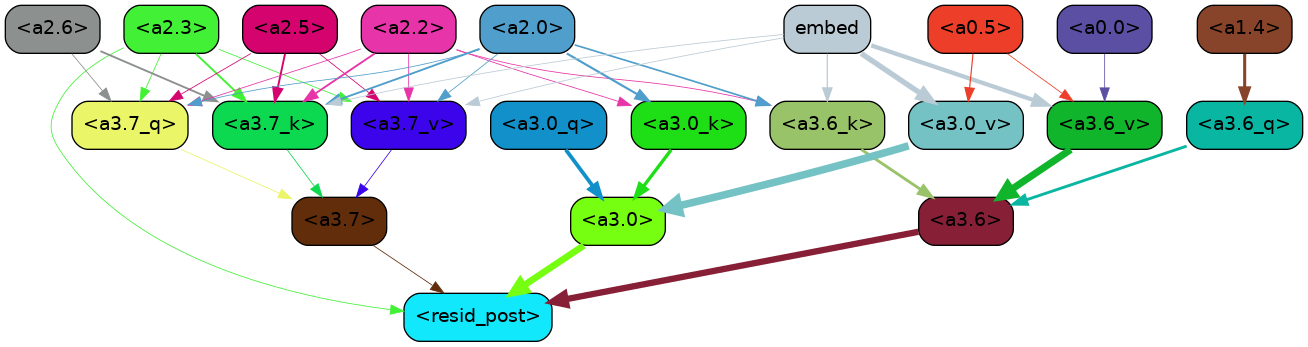 <a2.6> <a2.3> <a2.5> <a2.2> <a2.0> embed <a0.5> <a0.0> <a1.4>
<a3.7_q> <a3.7_k> <a3.7_v> <a3.0_q> <a3.0_k> <a3.6_k> <a3.0_v> <a3.6_v> <a3.6_q>
<a3.7> <a3.0> <a3.6>
<resid_post>